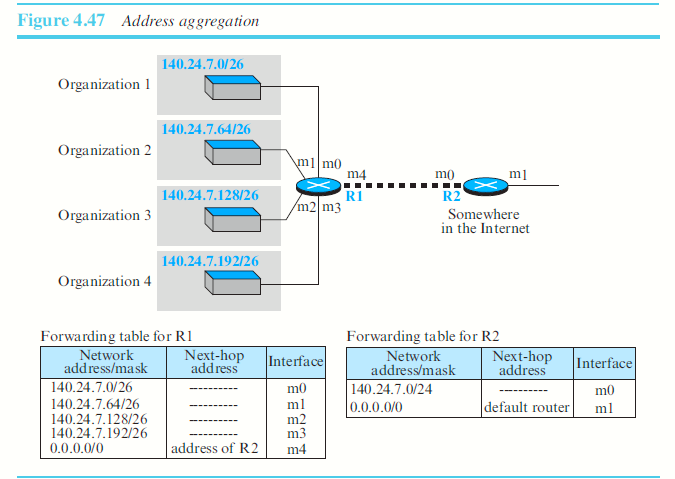 Figure 4.47 Address aggregation
140.24.7.0/26
Organization 1
140.24.7.64/26
Organization 2
m1 m0
m4
m0
m1
140.24.7.128/26
R1
R2
m2 m3
Organization 3
Somewhere
in the Internet
140.24.7.192/26
Organization 4
Forwarding table for R1
Network address/mask Next-hop address Interface
140.24.7.0/26 ---------- m0
140.24.7.64/26 ---------- m1
140.24.7.128/26 ---------- m2
140.24.7.192/26 ---------- m3
0.0.0.0/0 address of R2 m4
Forwarding table for R2
Network address/mask Next-hop address Interface
140.24.7.0/24 ---------- m0
0.0.0.0/0 default router m1